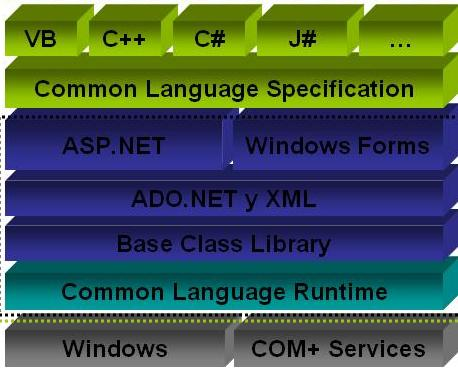 VB C++ C# J# ...
Common Language Specification
ASP.NET Windows Forms
ADO.NET y XML
Base Class Library
Common Language Runtime
Windows COM+ Services